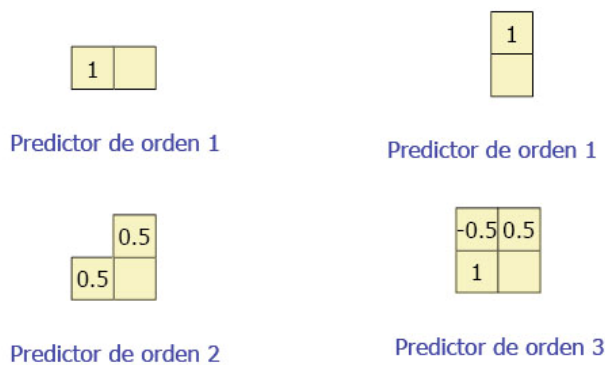 1
1
Predictor de orden 1
Predictor de orden 1
0.5
0.5
-0.5 0.5
1
Predictor de orden 2
Predictor de orden 3